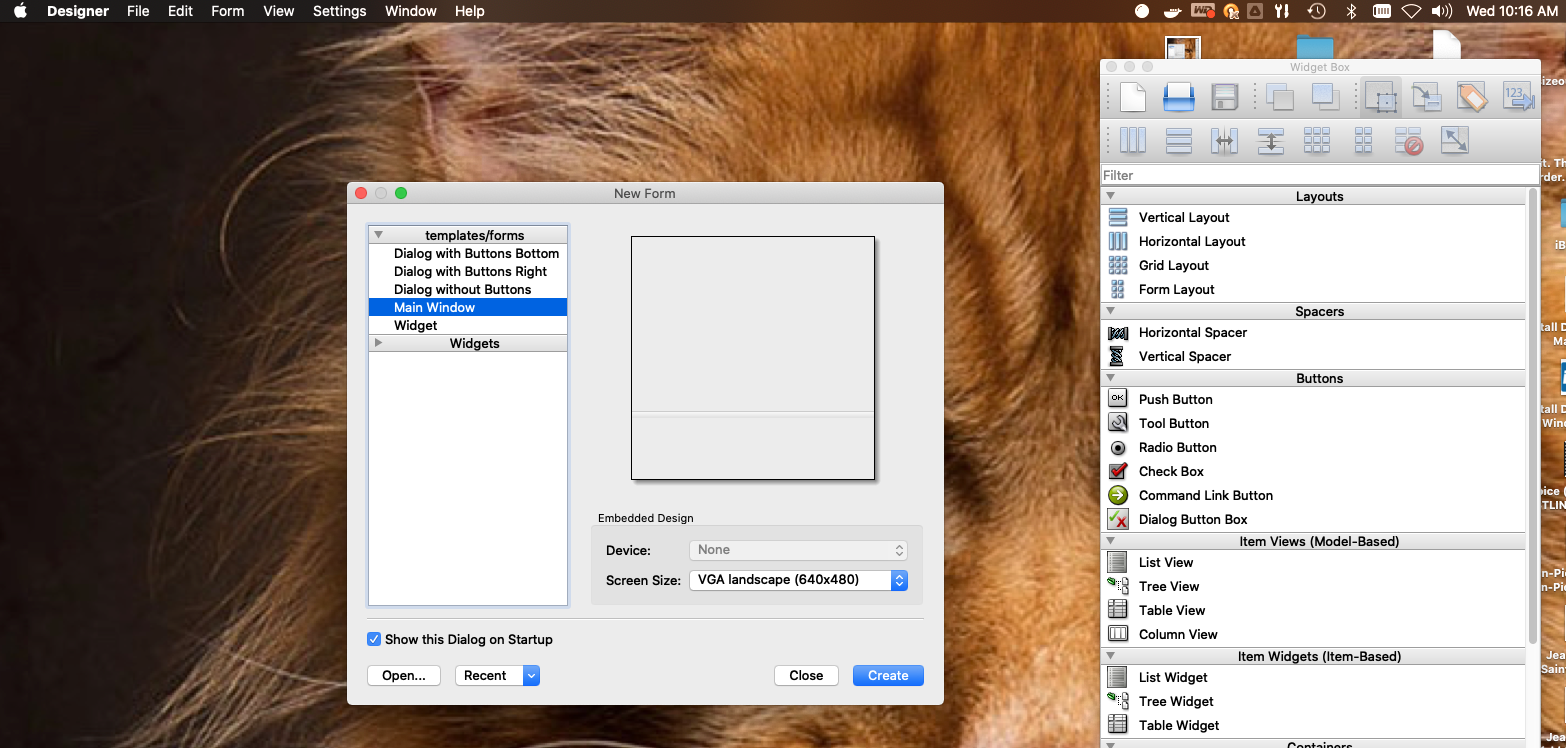 Designer File Edit Form View Settings Window Help Wed 10:16 AM
Widget Box
Filter
Layouts
Vertical Layout
Horizontal Layout
Grid Layout
Form Layout
Spacers
Horizontal Spacer
Vertical Spacer
Buttons
Push Button
Tool Button
Radio Button
Check Box
Command Link Button
Dialog Button Box
Item Views (Model-Based)
List View
Tree View
Table View
Column View
Item Widgets (Item-Based)
List Widget
Tree Widget
Table Widget
Containers
New Form
templates/forms
Dialog with Buttons Bottom
Dialog with Buttons Right
Dialog without Buttons
Main Window
Widget
Widgets
Embedded Design
Device: None
Screen Size: VGA landscape (640x480)
Show this Dialog on Startup
Open... Recent Close Create